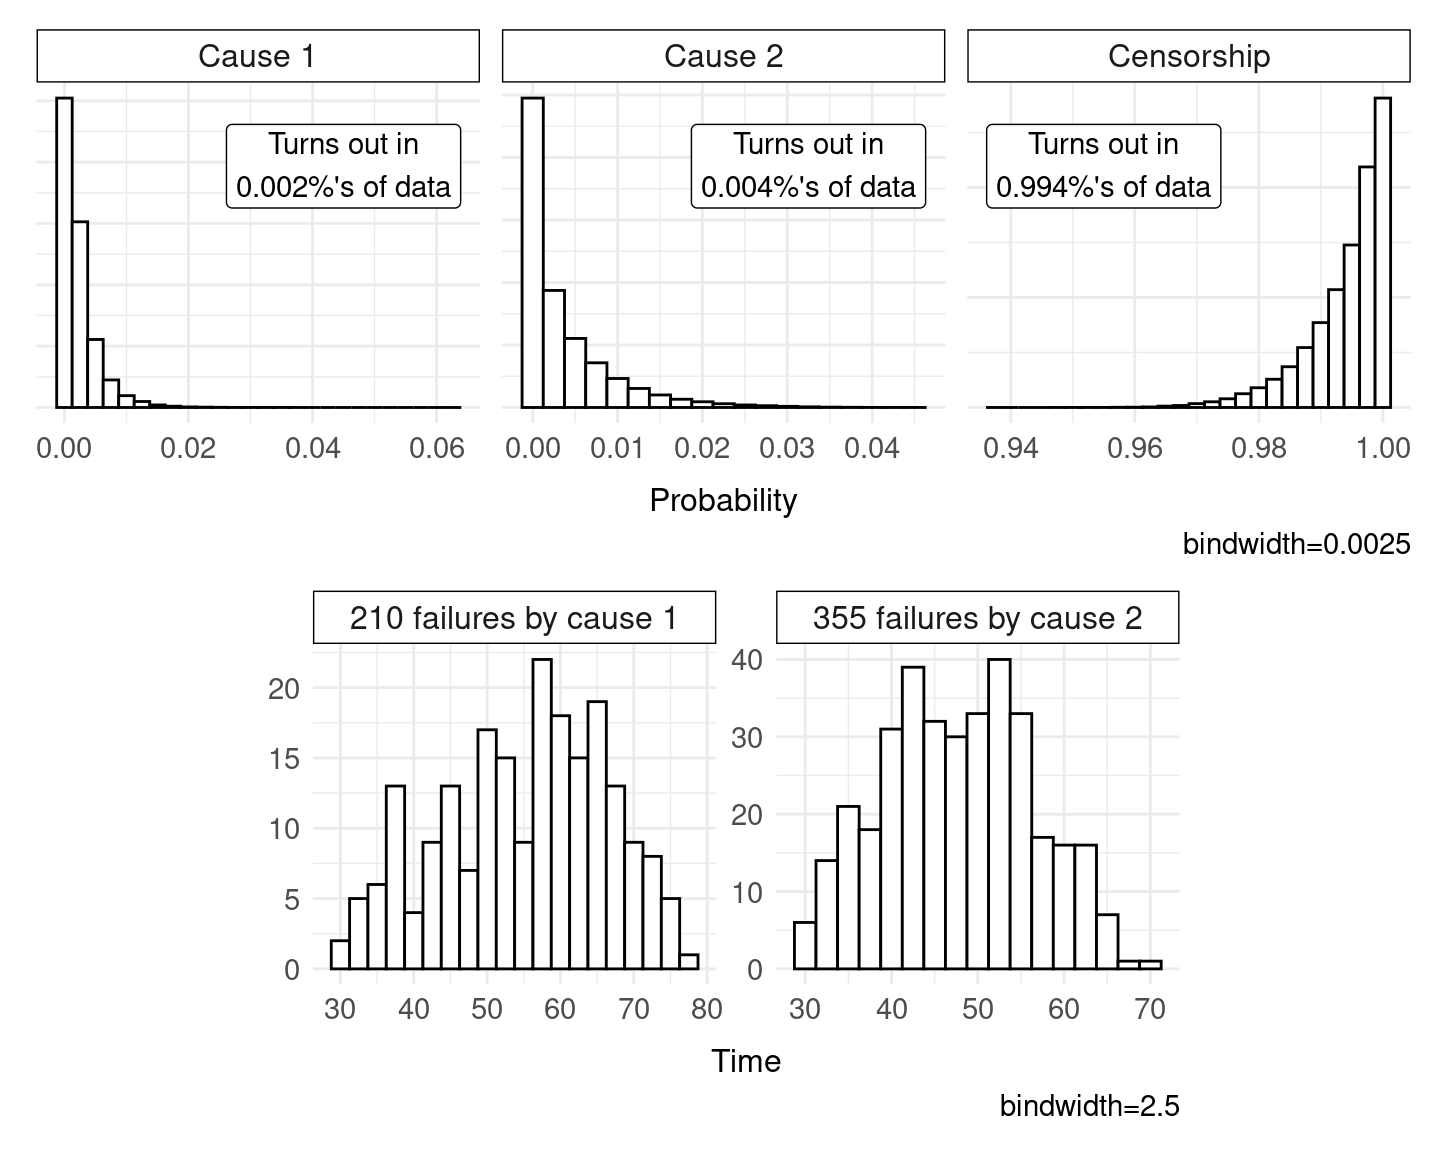 Cause 1
Cause 2
Censorship
Turns out in
0.002%'s of data
Turns out in
0.004%'s of data
Turns out in
0.994%'s of data
0.00 0.02 0.04 0.06
0.00 0.01 0.02 0.03 0.04
0.94 0.96 0.98 1.00
Probability
bindwidth=0.0025
210 failures by cause 1
355 failures by cause 2
20
15
10
5
0
40
30
20
10
0
30 40 50 60 70 80
30 40 50 60 70
Time
bindwidth=2.5